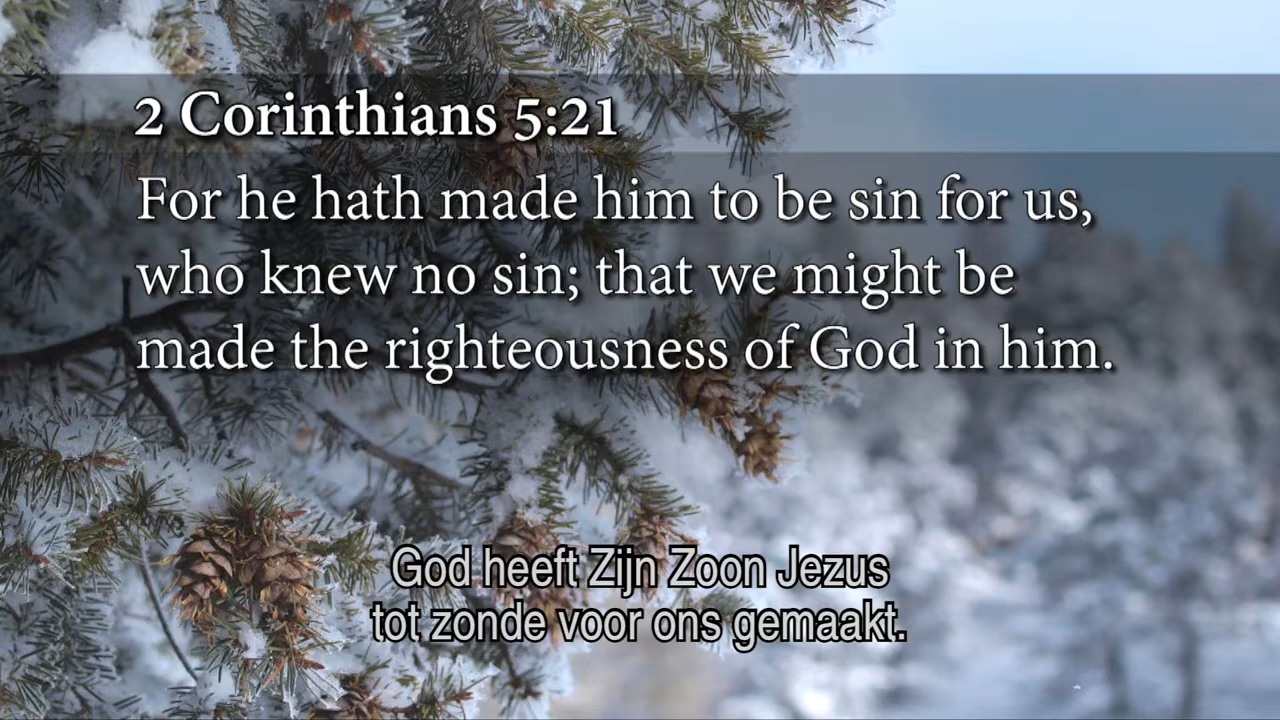 2 Corinthians 5:21
For he hath made him to be sin for us,
who knew no sin; that we might be
made the righteousness of God in him.
God heeft Zijn Zoon Jezus
tot zonde voor ons gemaakt.